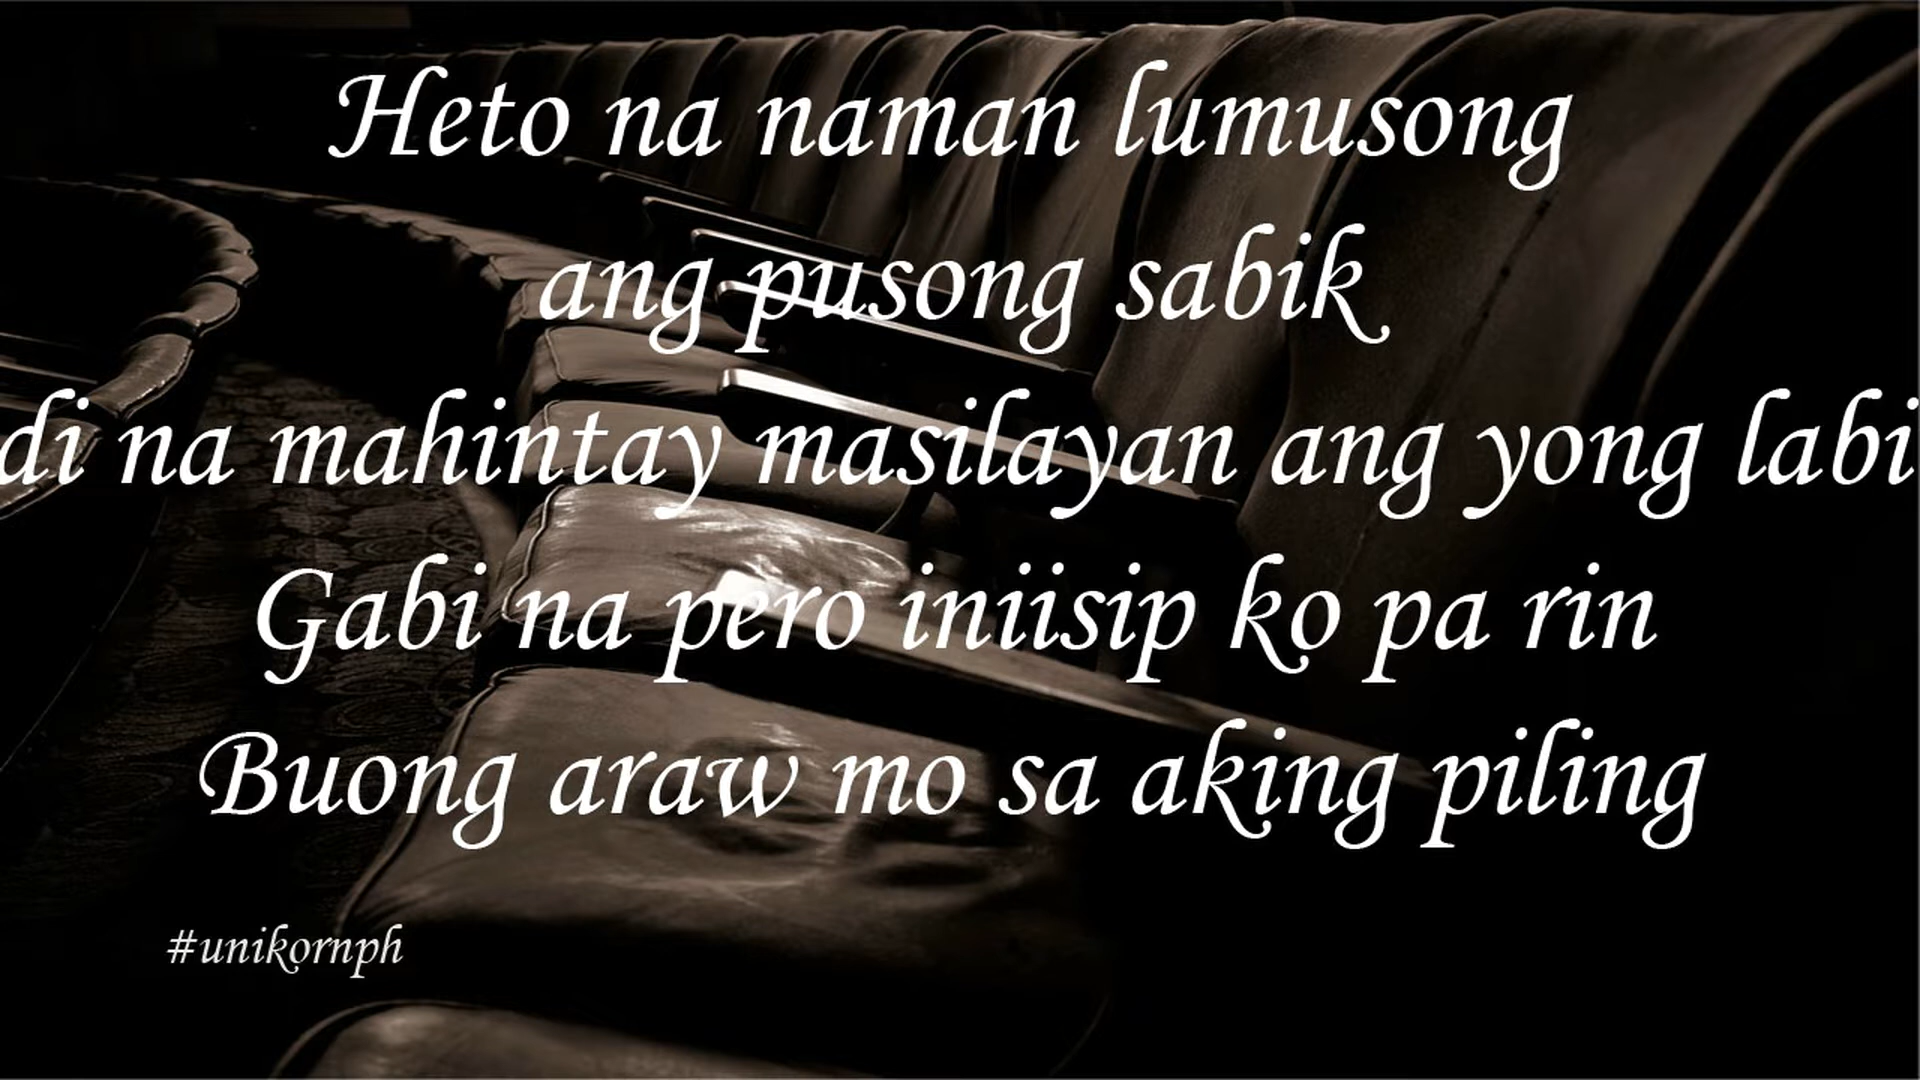 Heto na naman lumusong
ang pusong sabik
di na mahintay masilayan ang yong labi
Gabi na pero iniisip ko pa rin
Buong araw mo sa aking piling
#unikornph